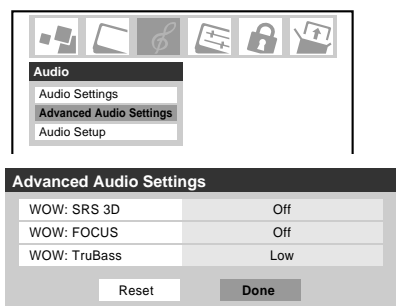 Audio
Audio Settings
Advanced Audio Settings
Audio Setup
Advanced Audio Settings
WOW: SRS 3D Off
WOW: FOCUS Off
WOW: TruBass Low
Reset Done